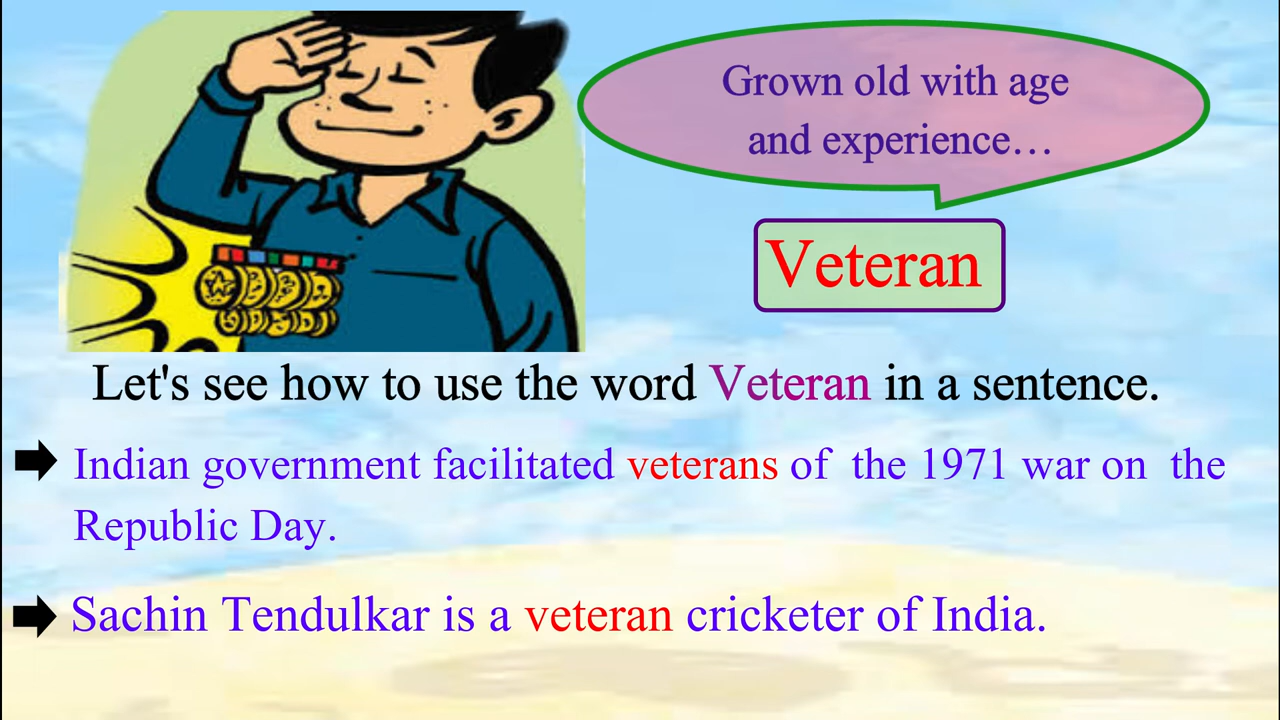 Grown old with age
and experience…
Veteran
Let's see how to use the word Veteran in a sentence.
Indian government facilitated veterans of the 1971 war on the
Republic Day.
Sachin Tendulkar is a veteran cricketer of India.